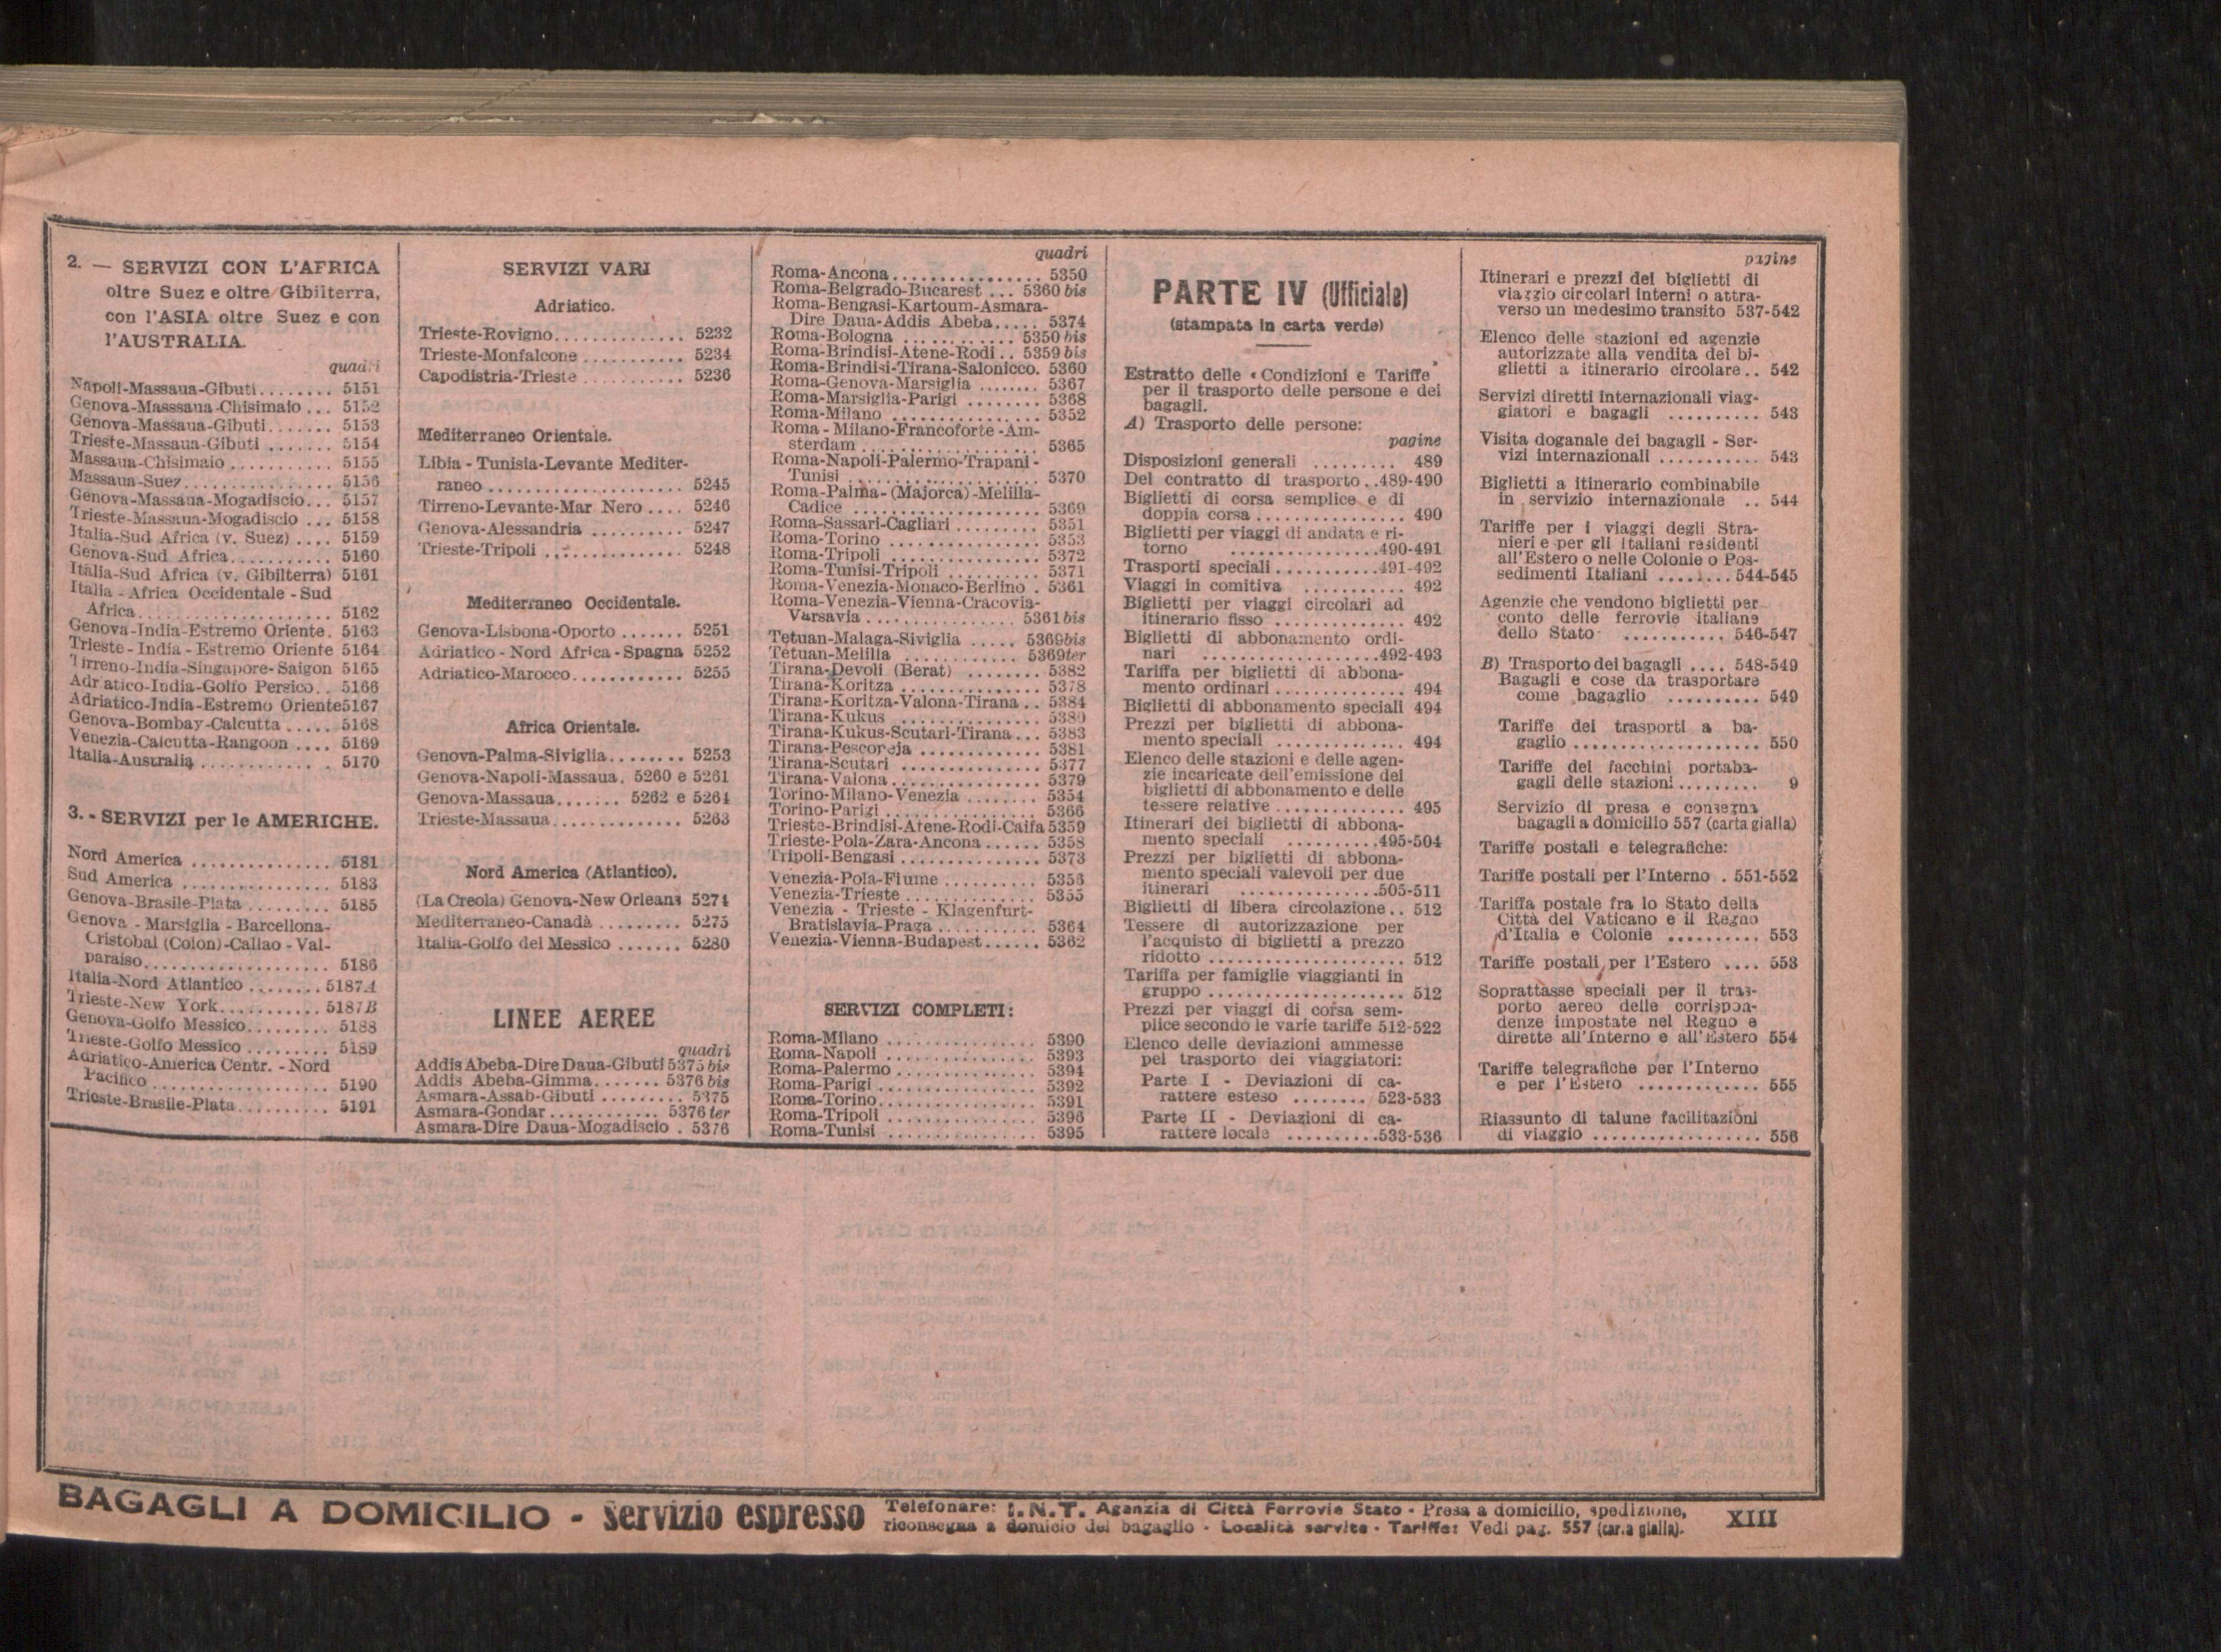 2. — SERVIZI CON L'AFRICA
oltre Suez e oltre Gibilterra,
con l'ASIA oltre Suez e con
l'AUSTRALIA.
quadri
Napoli-Massaua-Gibuti........ 5151
Genova-Masssaua-Chisimaio ... 5152
Genova-Massaua-Gibuti....... 5153
Trieste-Massaua-Gibuti ....... 5154
Massaua-Chisimaio ........... 5155
Massaua-Suez................ 5156
Genova-Massaua-Mogadiscio... 5157
Trieste-Massaua-Mogadiscio ... 5158
Italia-Sud Africa (v. Suez) .... 5159
Genova-Sud Africa........... 5160
Italia-Sud Africa (v. Gibilterra) 5161
Italia - Africa Occidentale - Sud
Africa..................... 5162
Genova-India-Estremo Oriente. 5163
Trieste - India - Estremo Oriente 5164
Tirreno-India-Singapore-Saigon 5165
Adriatico-India-Golfo Persico.. 5166
Adriatico-India-Estremo Oriente5167
Genova-Bombay-Calcutta ..... 5168
Venezia-Calcutta-Rangoon .... 5169
Italia-Australia ............ . 5170
3. - SERVIZI per le AMERICHE.
Nord America ............... 5181
Sud America ................ 5183
Genova-Brasile-Plata ......... 5185
Genova - Marsiglia - Barcellona-
Cristobal (Colon)-Callao - Val-
paraiso.................... 5186
Italia-Nord Atlantico ........ 5187A
Trieste-New York........... 5187B
Genova-Golfo Messico......... 5188
Trieste-Golfo Messico ......... 5189
Adriatico-America Centr. - Nord
Pacifico ................... 5190
Trieste-Brasile-Plata.......... 5191
SERVIZI VARI
Adriatico.
Trieste-Rovigno.............. 5232
Trieste-Monfalcone ........... 5234
Capodistria-Trieste ........... 5236
Mediterraneo Orientale.
Libia - Tunisia-Levante Mediter-
raneo ..................... 5245
Tirreno-Levante-Mar Nero .... 5246
Genova-Alessandria .......... 5247
Trieste-Tripoli ............... 5248
Mediterraneo Occidentale.
Genova-Lisbona-Oporto ....... 5251
Adriatico - Nord Africa - Spagna 5252
Adriatico-Marocco............ 5255
Africa Orientale.
Genova-Palma-Siviglia........ 5253
Genova-Napoli-Massaua. 5260 e 5261
Genova-Massaua....... 5262 e 5264
Trieste-Massaua.............. 5263
Nord America (Atlantico).
(La Creola) Genova-New Orleans 5274
Mediterraneo-Canadà ......... 5275
Italia-Golfo del Messico ....... 5280
LINEE AEREE
quadri
Addis Abeba-Dire Daua-Gibuti 5375 bis
Addis Abeba-Gimma....... 5376 bis
Asmara-Assab-Gibuti ......... 5375
Asmara-Gondar............ 5376 ter
Asmara-Dire Daua-Mogadiscio . 5376
quadri
Roma-Ancona................ 5350
Roma-Belgrado-Bucarest ... 5360 bis
Roma-Bengasi-Kartoum-Asmara-
Dire Daua-Addis Abeba..... 5374
Roma-Bologna ............ 5350 bis
Roma-Brindisi-Atene-Rodi .. 5359 bis
Roma-Brindisi-Tirana-Salonicco. 5360
Roma-Genova-Marsiglia ....... 5367
Roma-Marsiglia-Parigi ........ 5368
Roma-Milano ................ 5352
Roma - Milano-Francoforte -Am-
sterdam ................... 5365
Roma-Napoli-Palermo-Trapani -
Tunisi ..................... 5370
Roma-Palma- (Majorca) -Melilla-
Cadice .................... 5369
Roma-Sassari-Cagliari ......... 5351
Roma-Torino ................ 5353
Roma-Tripoli ................ 5372
Roma-Tunisi-Tripoli .......... 5371
Roma-Venezia-Monaco-Berlino . 5361
Roma-Venezia-Vienna-Cracovia-
Varsavia ................. 5361bis
Tetuan-Malaga-Siviglia ..... 5369bis
Tetuan-Melilla ............ 5369ter
Tirana-Devoli (Berat) ........ 5382
Tirana-Koritza ............... 5378
Tirana-Koritza-Valona-Tirana .. 5384
Tirana-Kukus ............... 5380
Tirana-Kukus-Scutari-Tirana... 5383
Tirana-Pescopeja ............. 5381
Tirana-Scutari ............... 5377
Tirana-Valona................ 5379
Torino-Milano-Venezia ........ 5354
Torino-Parigi ................. 5366
Trieste-Brindisi-Atene-Rodi-Caifa 5359
Trieste-Pola-Zara-Ancona...... 5358
Tripoli-Bengasi ............... 5373
Venezia-Pola-Fiume .......... 5356
Venezia-Trieste .............. 5355
Venezia - Trieste - Klagenfurt-
Bratislavia-Praga ........... 5364
Venezia-Vienna-Budapest...... 5362
SERVIZI COMPLETI:
Roma-Milano ................ 5390
Roma-Napoli ................ 5393
Roma-Palermo ............... 5394
Roma-Parigi ................. 5392
Roma-Torino................. 5391
Roma-Tripoli ................ 5396
Roma-Tunisi ................ 5395
PARTE IV (Ufficiale)
(stampata in carta verde)
Estratto delle « Condizioni e Tariffe »
per il trasporto delle persone e dei
bagagli.
A) Trasporto delle persone:
pagine
Disposizioni generali ......... 489
Del contratto di trasporto..489-490
Biglietti di corsa semplice e di
doppia corsa ................ 490
Biglietti per viaggi di andata e ri-
torno ................490-491
Trasporti speciali...........491-492
Viaggi in comitiva ........... 492
Biglietti per viaggi circolari ad
itinerario fisso .............. 492
Biglietti di abbonamento ordi-
nari ...................492-493
Tariffa per biglietti di abbona-
mento ordinari.............. 494
Biglietti di abbonamento speciali 494
Prezzi per biglietti di abbona-
mento speciali .............. 494
Elenco delle stazioni e delle agen-
zie incaricate dell'emissione dei
biglietti di abbonamento e delle
tessere relative .............. 495
Itinerari dei biglietti di abbona-
mento speciali ..........495-504
Prezzi per biglietti di abbona-
mento speciali valevoli per due
itinerari ...............505-511
Biglietti di libera circolazione.. 512
Tessere di autorizzazione per
l'acquisto di biglietti a prezzo
ridotto ..................... 512
Tariffa per famiglie viaggianti in
gruppo ..................... 512
Prezzi per viaggi di corsa sem-
plice secondo le varie tariffe 512-522
Elenco delle deviazioni ammesse
pel trasporto dei viaggiatori:
Parte I - Deviazioni di ca-
rattere esteso ........ 523-533
Parte II - Deviazioni di ca-
rattere locale ..........533-536
pagine
Itinerari e prezzi dei biglietti di
viaggio circolari interni o attra-
verso un medesimo transito 537-542
Elenco delle stazioni ed agenzie
autorizzate alla vendita dei bi-
glietti a itinerario circolare.. 542
Servizi diretti internazionali viag-
giatori e bagagli .......... 543
Visita doganale dei bagagli - Ser-
vizi internazionali ........... 543
Biglietti a itinerario combinabile
in servizio internazionale .. 544
Tariffe per i viaggi degli Stra-
nieri e per gli Italiani residenti
all'Estero o nelle Colonie o Pos-
sedimenti Italiani ........ 544-545
Agenzie che vendono biglietti per
conto delle ferrovie italiane
dello Stato ........... 546-547
B) Trasporto dei bagagli .... 548-549
Bagagli e cose da trasportare
come bagaglio .......... 549
Tariffe dei trasporti a ba-
gaglio .................... 550
Tariffe dei facchini portaba-
gagli delle stazioni......... 9
Servizio di presa e consegna
bagagli a domicilio 557 (carta gialla)
Tariffe postali e telegrafiche:
Tariffe postali per l'Interno . 551-552
Tariffa postale fra lo Stato della
Città del Vaticano e il Regno
d'Italia e Colonie .......... 553
Tariffe postali per l'Estero .... 553
Soprattasse speciali per il tras-
porto aereo delle corrispon-
denze impostate nel Regno e
dirette all'Interno e all'Estero 554
Tariffe telegrafiche per l'Interno
e per l'Estero ............. 555
Riassunto di talune facilitazioni
di viaggio .................. 556
BAGAGLI A DOMICILIO - servizio espresso
Telefonare: I.N.T. Agenzia di Città Ferrovie Stato - Presa a domicilio, spedizione,
riconsegna a domicio del bagaglio - Località servite - Tariffe: Vedi pag. 557 (carta gialla).
XIII